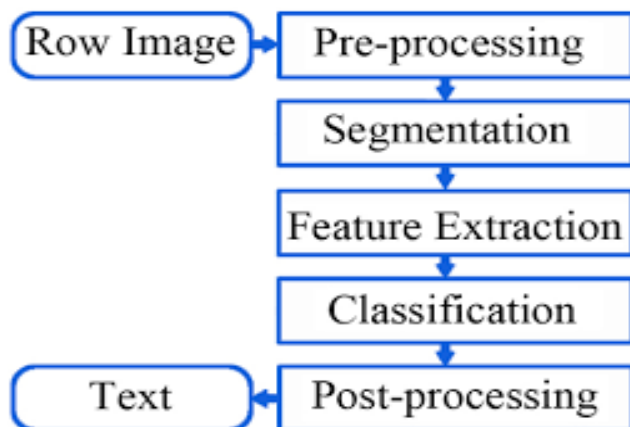 Row Image
Pre-processing
Segmentation
Feature Extraction
Classification
Post-processing
Text